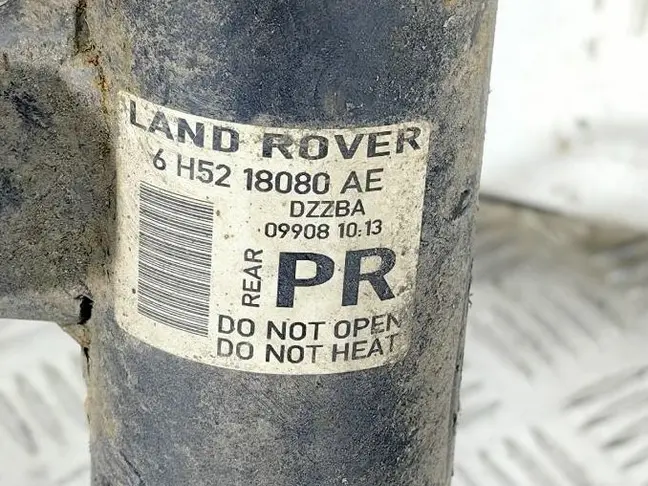 LAND ROVER
6 H52 18080 AE
DZZBA
09908 10:13
REAR
PR
DO NOT OPEN
DO NOT HEAT